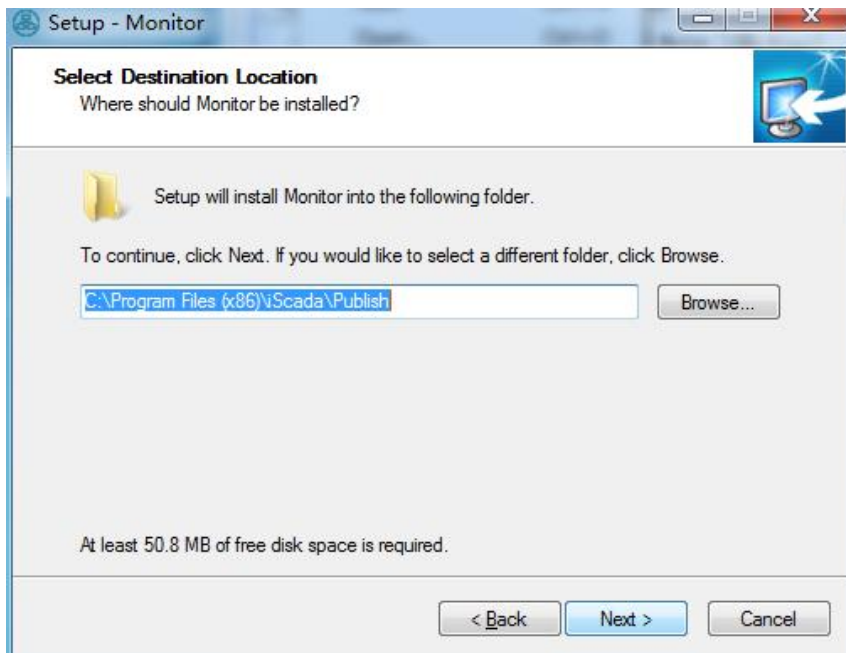 Setup - Monitor
Select Destination Location
Where should Monitor be installed?
Setup will install Monitor into the following folder.
To continue, click Next. If you would like to select a different folder, click Browse.
C:\Program Files (x86)\iScada\Publish
Browse...
At least 50.8 MB of free disk space is required.
< Back
Next >
Cancel